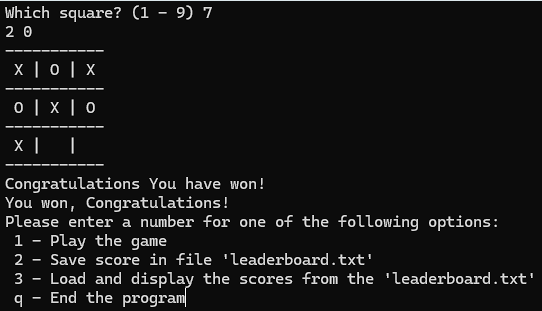 Which square? (1 - 9) 7
2 0
-----------
 X | O | X
-----------
 O | X | O
-----------
 X |   |
-----------
Congratulations You have won!
You won, Congratulations!
Please enter a number for one of the following options:
 1 - Play the game
 2 - Save score in file 'leaderboard.txt'
 3 - Load and display the scores from the 'leaderboard.txt'
 q - End the program